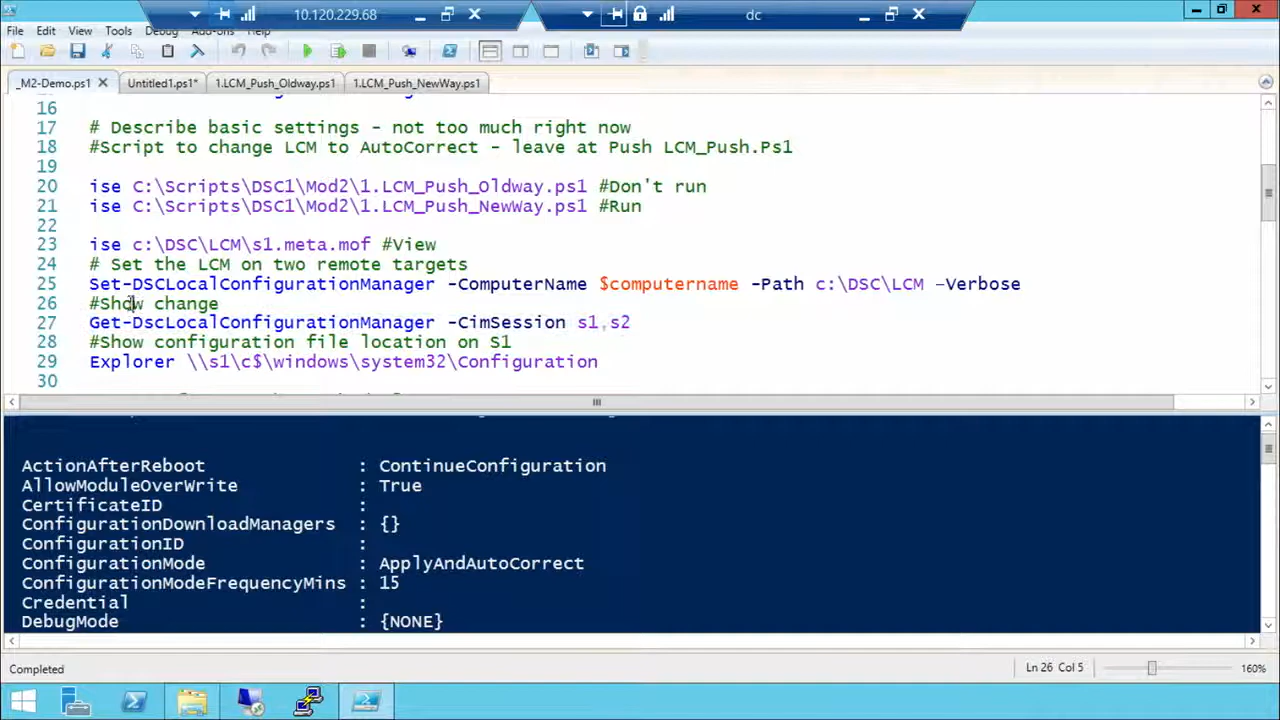 10.120.229.68
dc
File Edit View Tools Debug Add-ons Help
_M2-Demo.ps1 Untitled1.ps1* 1.LCM_Push_Oldway.ps1 1.LCM_Push_NewWay.ps1
16
17 # Describe basic settings - not too much right now
18 #Script to change LCM to AutoCorrect - leave at Push LCM_Push.Ps1
19
20 ise C:\Scripts\DSC1\Mod2\1.LCM_Push_Oldway.ps1 #Don't run
21 ise C:\Scripts\DSC1\Mod2\1.LCM_Push_NewWay.ps1 #Run
22
23 ise c:\DSC\LCM\s1.meta.mof #View
24 # Set the LCM on two remote targets
25 Set-DSCLocalConfigurationManager -ComputerName $computername -Path c:\DSC\LCM –Verbose
26 #Show change
27 Get-DscLocalConfigurationManager -CimSession s1,s2
28 #Show configuration file location on S1
29 Explorer \\s1\c$\windows\system32\Configuration
30
ActionAfterReboot : ContinueConfiguration
AllowModuleOverWrite : True
CertificateID :
ConfigurationDownloadManagers : {}
ConfigurationID :
ConfigurationMode : ApplyAndAutoCorrect
ConfigurationModeFrequencyMins : 15
Credential :
DebugMode : {NONE}
Completed
Ln 26 Col 5
160%